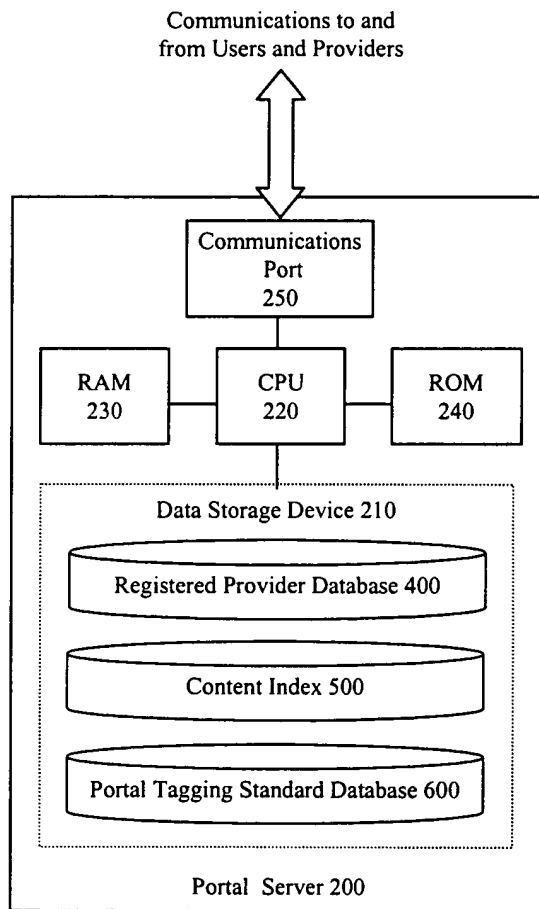 Communications to and
from Users and Providers
Communications
Port
250
RAM
230
CPU
220
ROM
240
Data Storage Device 210
Registered Provider Database 400
Content Index 500
Portal Tagging Standard Database 600
Portal Server 200